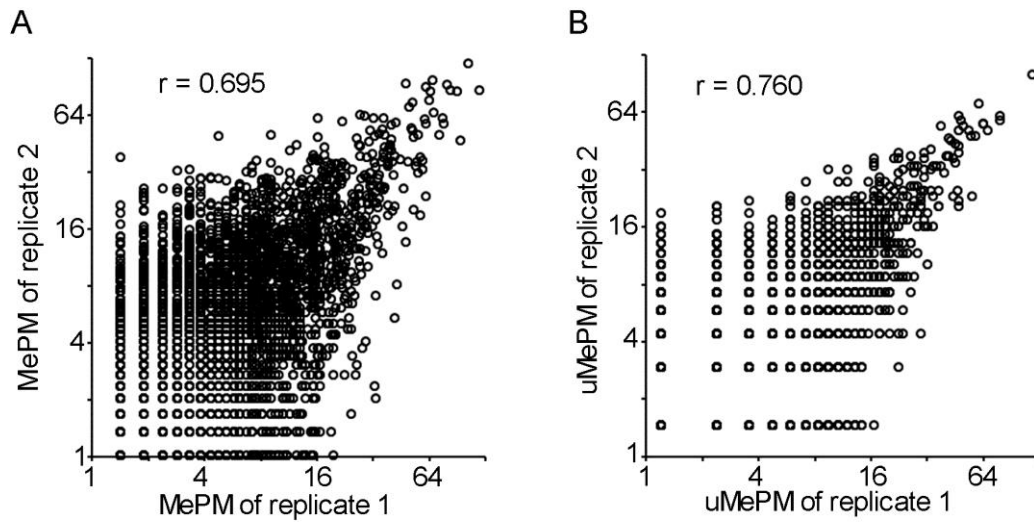 A
r = 0.695
64
16
4
1
MePM of replicate 2
1
4
16
64
MePM of replicate 1
B
r = 0.760
64
16
4
1
uMePM of replicate 2
1
4
16
64
uMePM of replicate 1